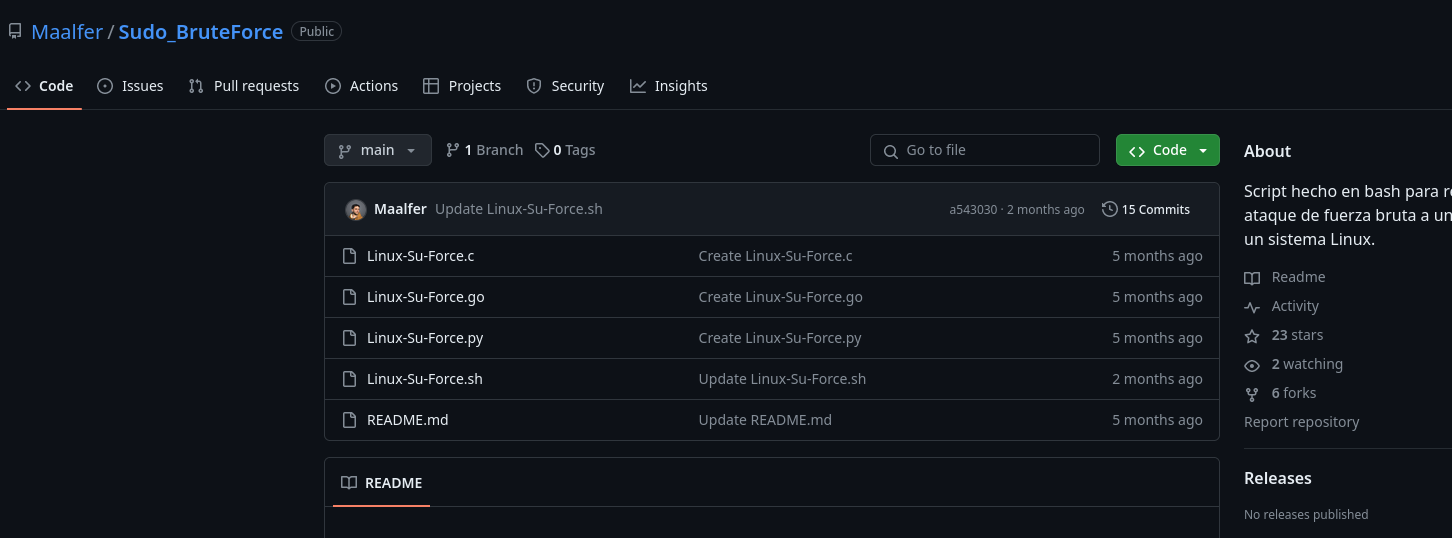 Maalfer / Sudo_BruteForce Public
Code Issues Pull requests Actions Projects Security Insights
main 1 Branch 0 Tags Go to file Code
Maalfer Update Linux-Su-Force.sh a543030 · 2 months ago 15 Commits
Linux-Su-Force.c Create Linux-Su-Force.c 5 months ago
Linux-Su-Force.go Create Linux-Su-Force.go 5 months ago
Linux-Su-Force.py Create Linux-Su-Force.py 5 months ago
Linux-Su-Force.sh Update Linux-Su-Force.sh 2 months ago
README.md Update README.md 5 months ago
README
About
Script hecho en bash para
ataque de fuerza bruta a un
un sistema Linux.
Readme
Activity
23 stars
2 watching
6 forks
Report repository
Releases
No releases published